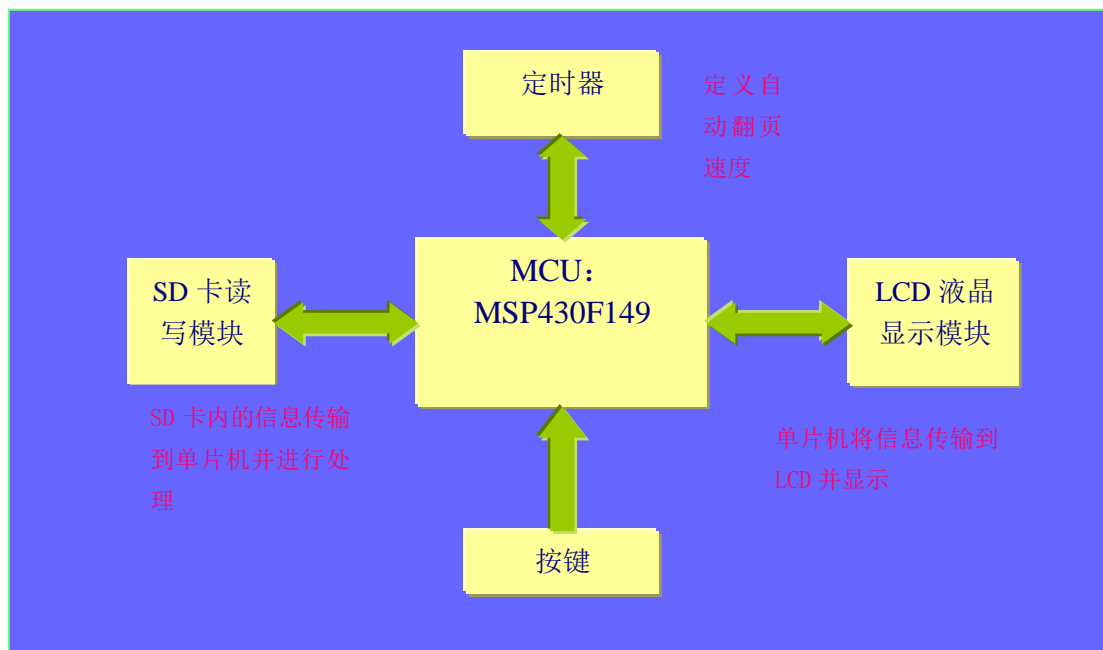 定时器
定义自
动翻页
速度
SD 卡读
写模块
MCU：
MSP430F149
LCD 液晶
显示模块
SD 卡内的信息传输
到单片机并进行处
理
单片机将信息传输到
LCD 并显示
按键